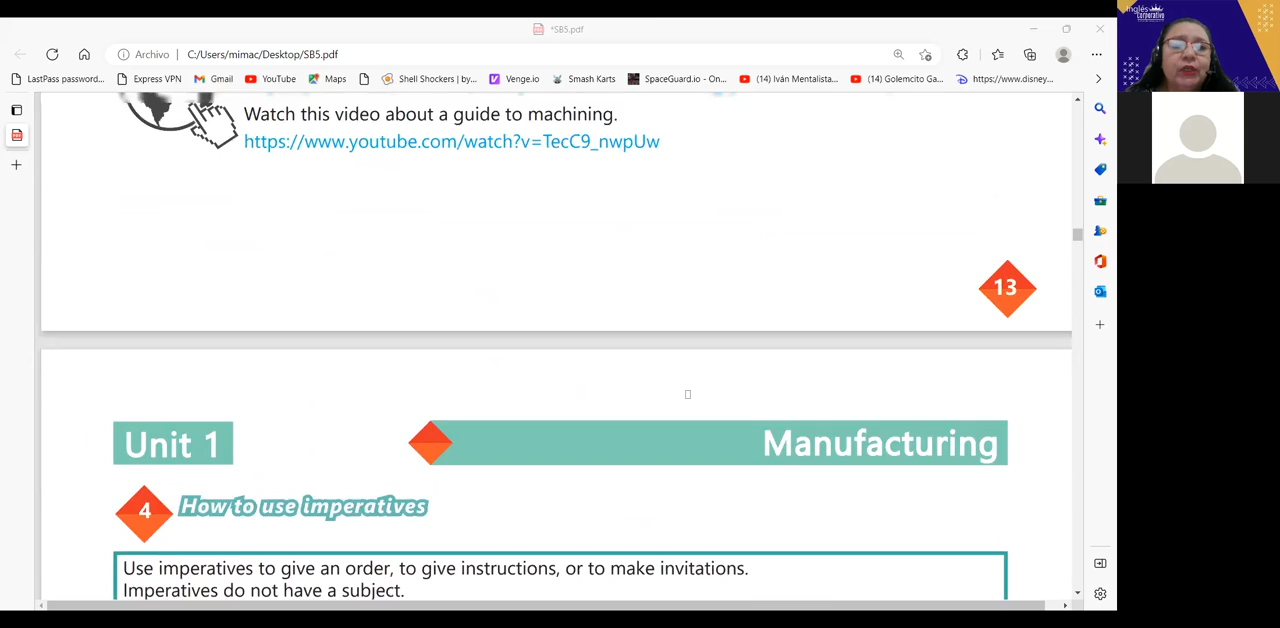 *SB5.pdf
Archivo | C:/Users/mimac/Desktop/SB5.pdf
LastPass password... Express VPN Gmail YouTube Maps Shell Shockers | by... Venge.io Smash Karts SpaceGuard.io - On... (14) Iván Mentalista... (14) Golemcito Ga... https://www.disney...
Watch this video about a guide to machining.
https://www.youtube.com/watch?v=TecC9_nwpUw
13
Unit 1
Manufacturing
4 How to use imperatives
Use imperatives to give an order, to give instructions, or to make invitations.
Imperatives do not have a subject.
Inglés
Corporativo